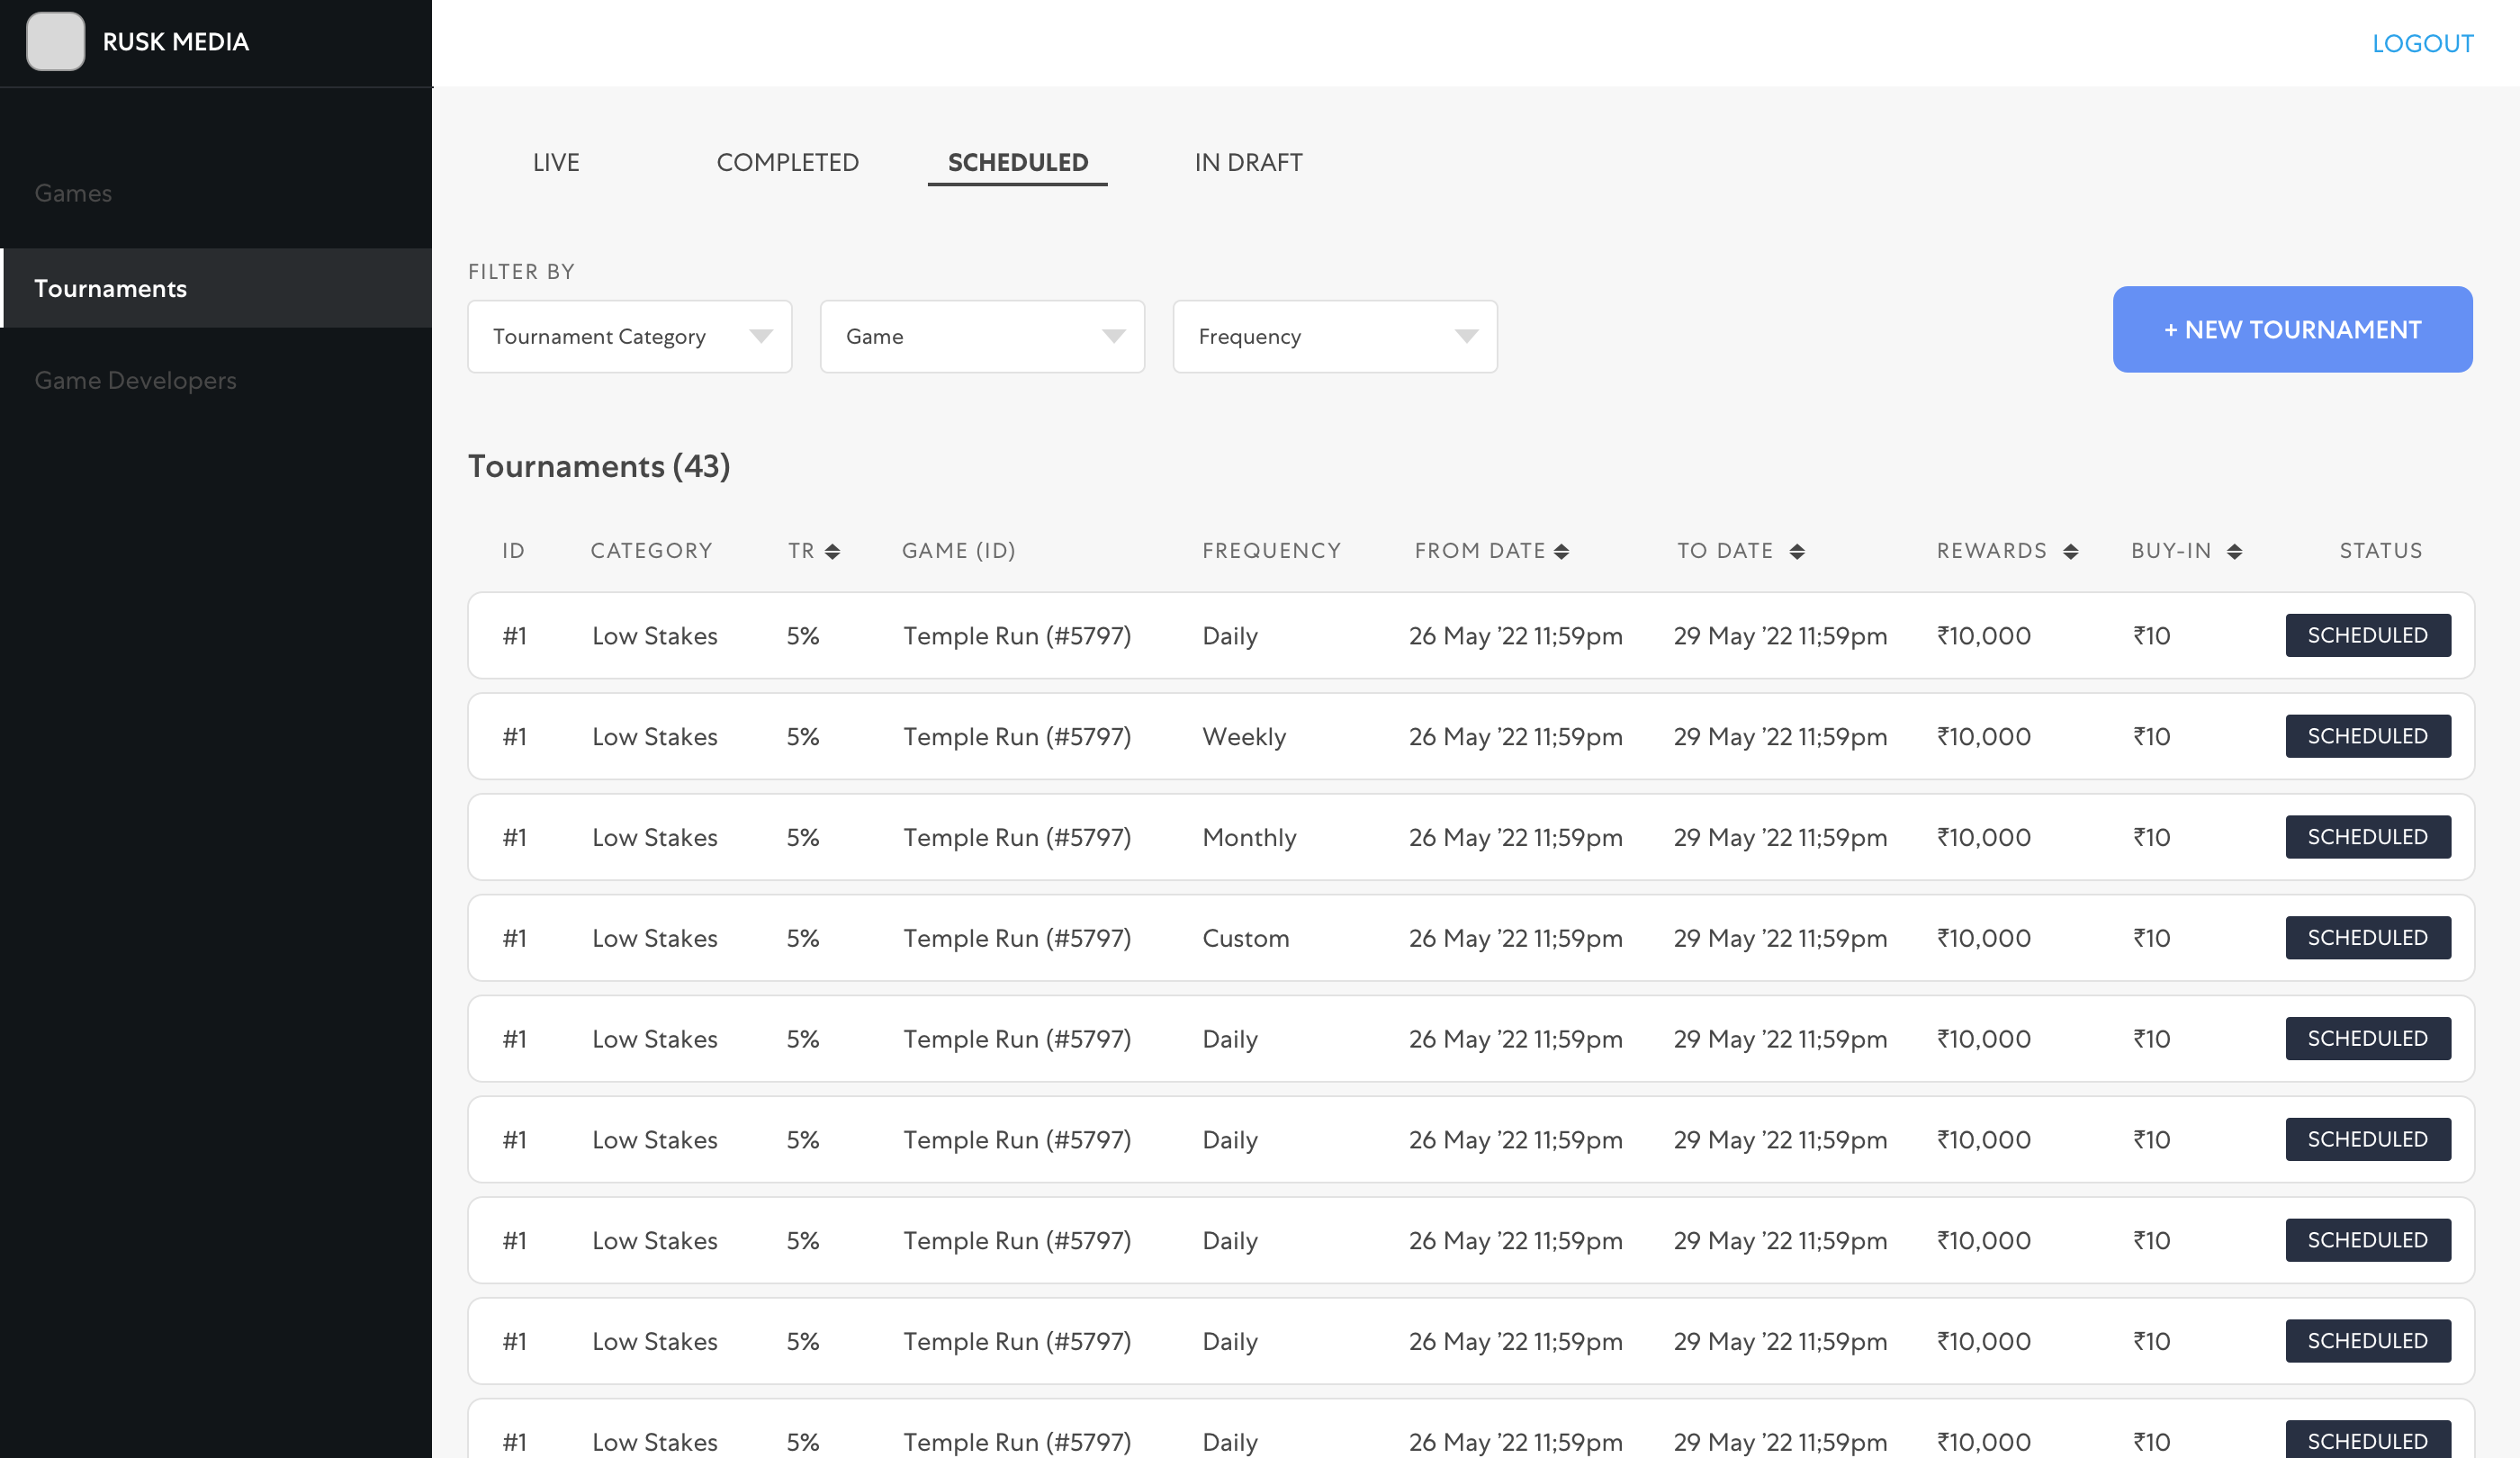 RUSK MEDIA
LOGOUT
Games
Tournaments
Game Developers
LIVE COMPLETED SCHEDULED IN DRAFT
FILTER BY
Tournament Category Game Frequency
+ NEW TOURNAMENT
Tournaments (43)
ID CATEGORY TR GAME (ID) FREQUENCY FROM DATE TO DATE REWARDS BUY-IN STATUS
#1 Low Stakes 5% Temple Run (#5797) Daily 26 May ’22 11;59pm 29 May ’22 11;59pm ₹10,000 ₹10 SCHEDULED
#1 Low Stakes 5% Temple Run (#5797) Weekly 26 May ’22 11;59pm 29 May ’22 11;59pm ₹10,000 ₹10 SCHEDULED
#1 Low Stakes 5% Temple Run (#5797) Monthly 26 May ’22 11;59pm 29 May ’22 11;59pm ₹10,000 ₹10 SCHEDULED
#1 Low Stakes 5% Temple Run (#5797) Custom 26 May ’22 11;59pm 29 May ’22 11;59pm ₹10,000 ₹10 SCHEDULED
#1 Low Stakes 5% Temple Run (#5797) Daily 26 May ’22 11;59pm 29 May ’22 11;59pm ₹10,000 ₹10 SCHEDULED
#1 Low Stakes 5% Temple Run (#5797) Daily 26 May ’22 11;59pm 29 May ’22 11;59pm ₹10,000 ₹10 SCHEDULED
#1 Low Stakes 5% Temple Run (#5797) Daily 26 May ’22 11;59pm 29 May ’22 11;59pm ₹10,000 ₹10 SCHEDULED
#1 Low Stakes 5% Temple Run (#5797) Daily 26 May ’22 11;59pm 29 May ’22 11;59pm ₹10,000 ₹10 SCHEDULED
#1 Low Stakes 5% Temple Run (#5797) Daily 26 May ’22 11;59pm 29 May ’22 11;59pm ₹10,000 ₹10 SCHEDULED